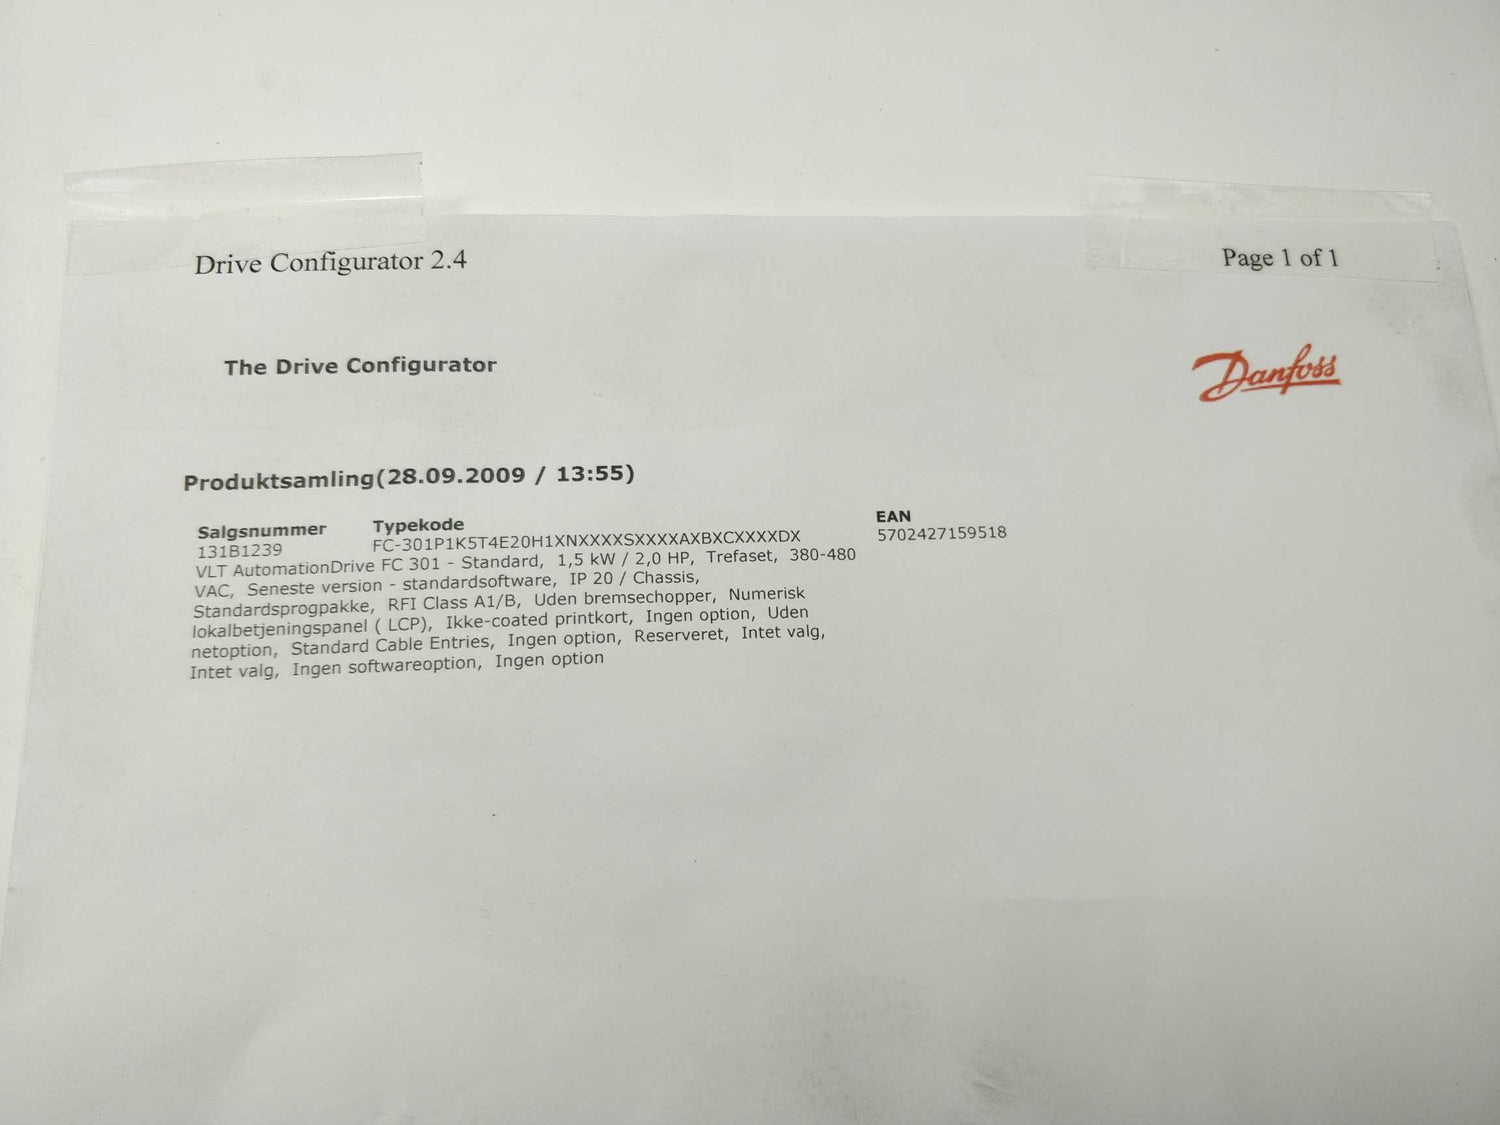 Drive Configurator 2.4
Page 1 of 1
The Drive Configurator
Danfoss
Produktsamling(28.09.2009 / 13:55)
Salgsnummer Typekode EAN
131B1239 FC-301P1K5T4E20H1XNXXXXSXXXXAXBXCXXXXDX 5702427159518
VLT AutomationDrive FC 301 - Standard, 1,5 kW / 2,0 HP, Trefaset, 380-480
VAC, Seneste version - standardsoftware, IP 20 / Chassis,
Standardsprogpakke, RFI Class A1/B, Uden bremsechopper, Numerisk
lokalbetjeningspanel ( LCP), Ikke-coated printkort, Ingen option, Uden
netoption, Standard Cable Entries, Ingen option, Reserveret, Intet valg,
Intet valg, Ingen softwareoption, Ingen option